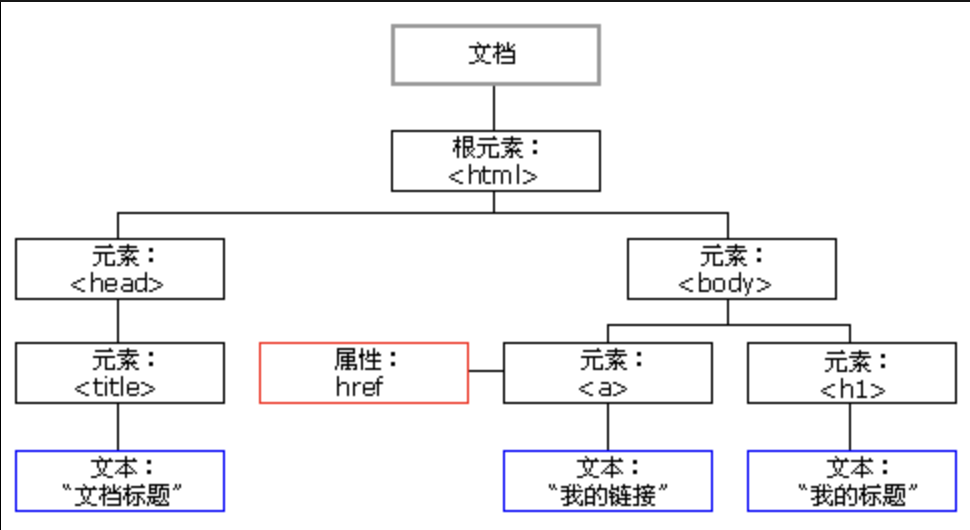 文档
根元素：
<html>
元素：
<head>
元素：
<body>
元素：
<title>
属性：
href
元素：
<a>
元素：
<h1>
文本：
“文档标题”
文本：
“我的链接”
文本：
“我的标题”